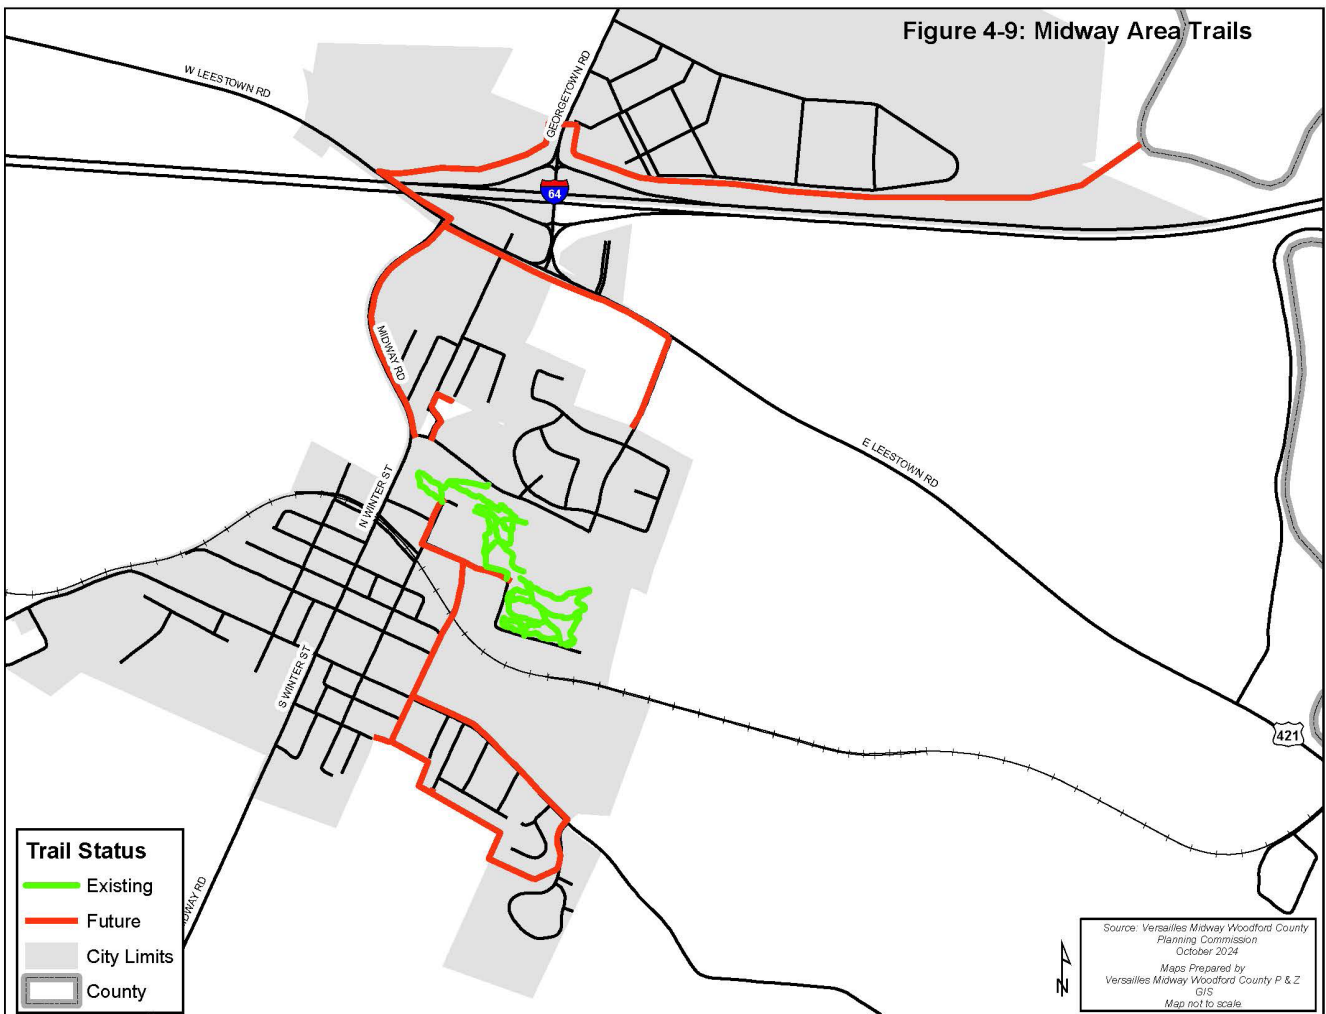 Figure 4-9: Midway Area Trails
W LEESTOWN RD
GEORGETOWN RD
64
MIDWAY RD
E LEESTOWN RD
N WINTER ST
S WINTER ST
421
IDWAY RD
Trail Status
Existing
Future
City Limits
County
Source: Versailles Midway Woodford County
Planning Commission
October 2024
Maps Prepared by
Versailles Midway Woodford County P & Z
GIS
Map not to scale
N